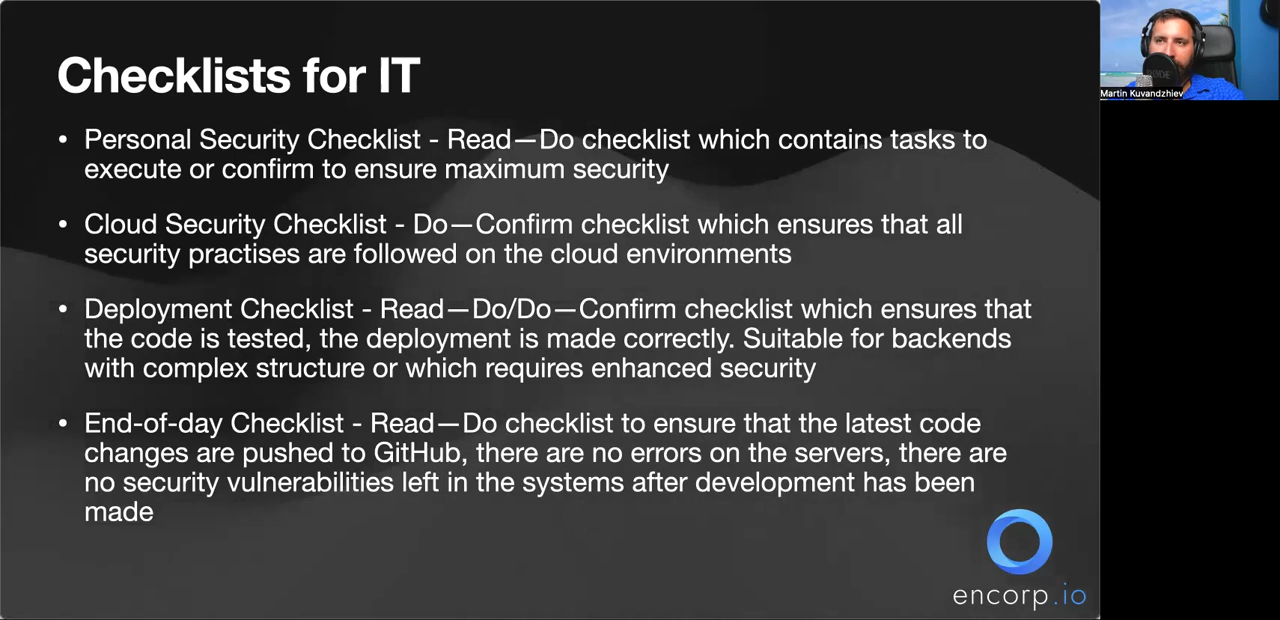 Checklists for IT
• Personal Security Checklist - Read—Do checklist which contains tasks to
execute or confirm to ensure maximum security
• Cloud Security Checklist - Do—Confirm checklist which ensures that all
security practises are followed on the cloud environments
• Deployment Checklist - Read—Do/Do—Confirm checklist which ensures that
the code is tested, the deployment is made correctly. Suitable for backends
with complex structure or which requires enhanced security
• End-of-day Checklist - Read—Do checklist to ensure that the latest code
changes are pushed to GitHub, there are no errors on the servers, there are
no security vulnerabilities left in the systems after development has been
made
encorp.io
RØDE
Martin Kuvandzhiev